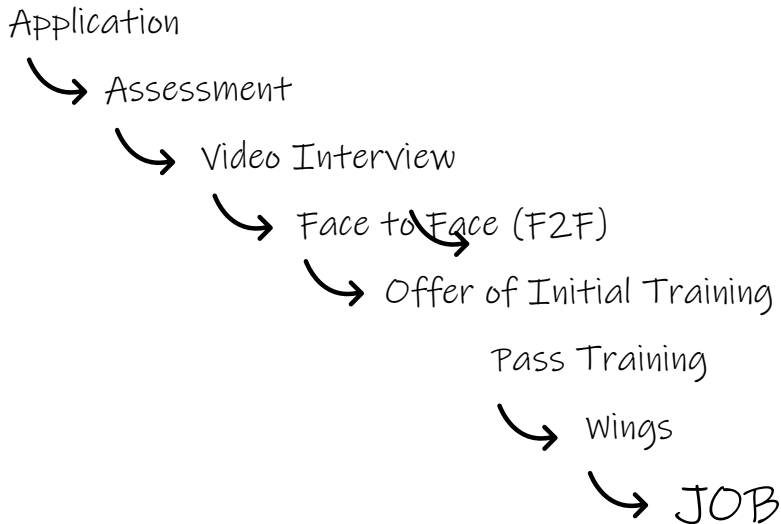 Application
Assessment
Video Interview
Face to Face (F2F)
Offer of Initial Training
Pass Training
Wings
JOB